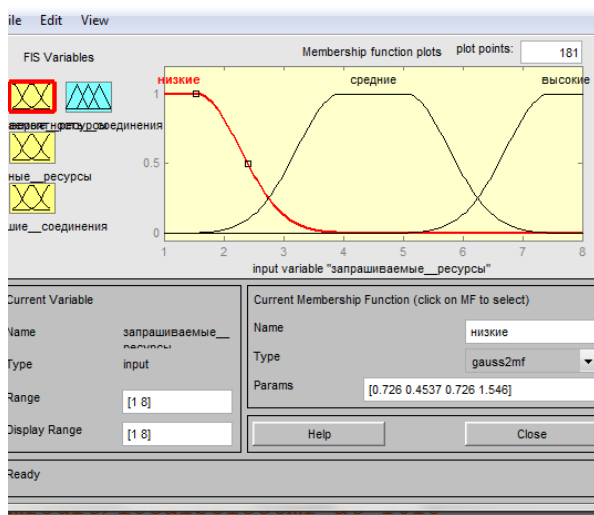 ile Edit View
FIS Variables
Membership function plots plot points: 181
низкие средние высокие
1
0.5
0
1 2 3 4 5 6 7 8
input variable "запрашиваемые__ресурсы"
ные__ресурсы
шие__соединения
Current Variable
Name запрашиваемые__
ресурсы
Type input
Range [1 8]
Display Range [1 8]
Current Membership Function (click on MF to select)
Name низкие
Type gauss2mf
Params [0.726 0.4537 0.726 1.546]
Help Close
Ready